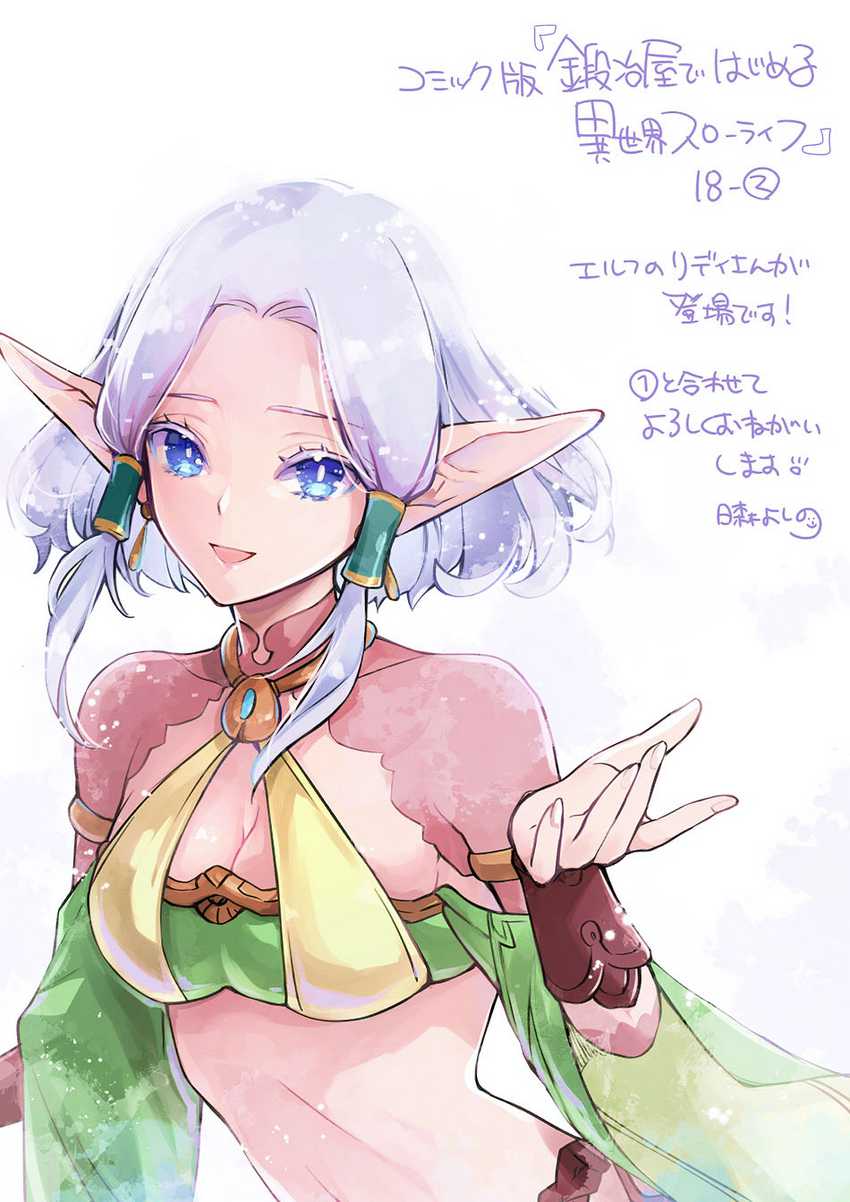 コミック版『鍛冶屋ではじめる
異世界スローライフ』
18-②
エルフのリディさんが
登場です!
①と合わせて
よろしくおねがい
します
日森よしの